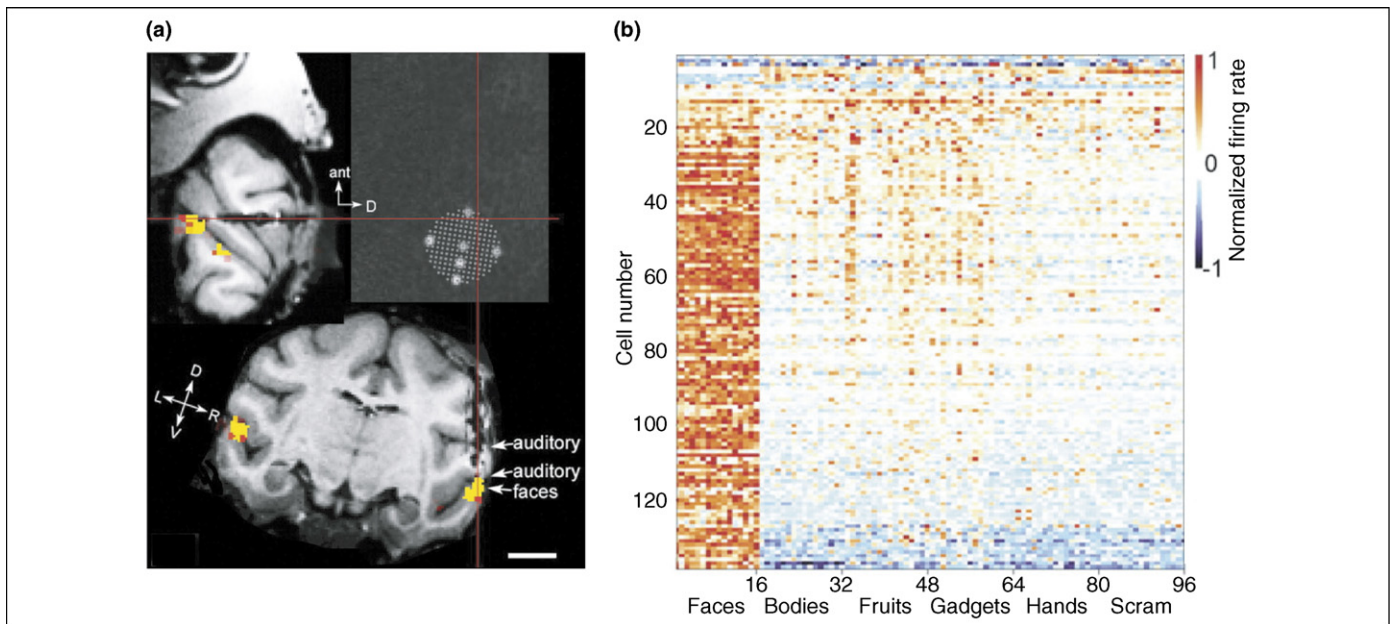 (a)
ant
D
D
L
R
V
auditory
auditory
faces
(b)
20
40
60
80
100
120
Cell number
16 32 48 64 80 96
Faces Bodies Fruits Gadgets Hands Scram
1
0
-1
Normalized firing rate